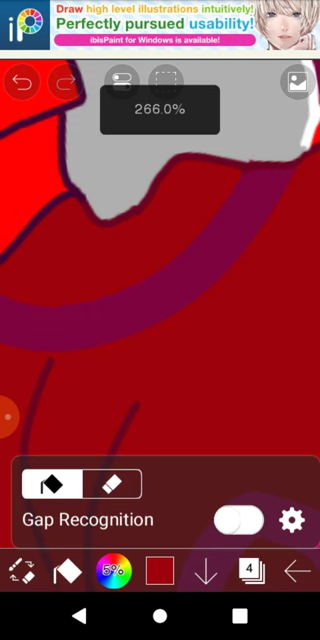 iP
Draw high level illustrations intuitively!
Perfectly pursued usability!
ibisPaint for Windows is available!
266.0%
Gap Recognition
5%
4